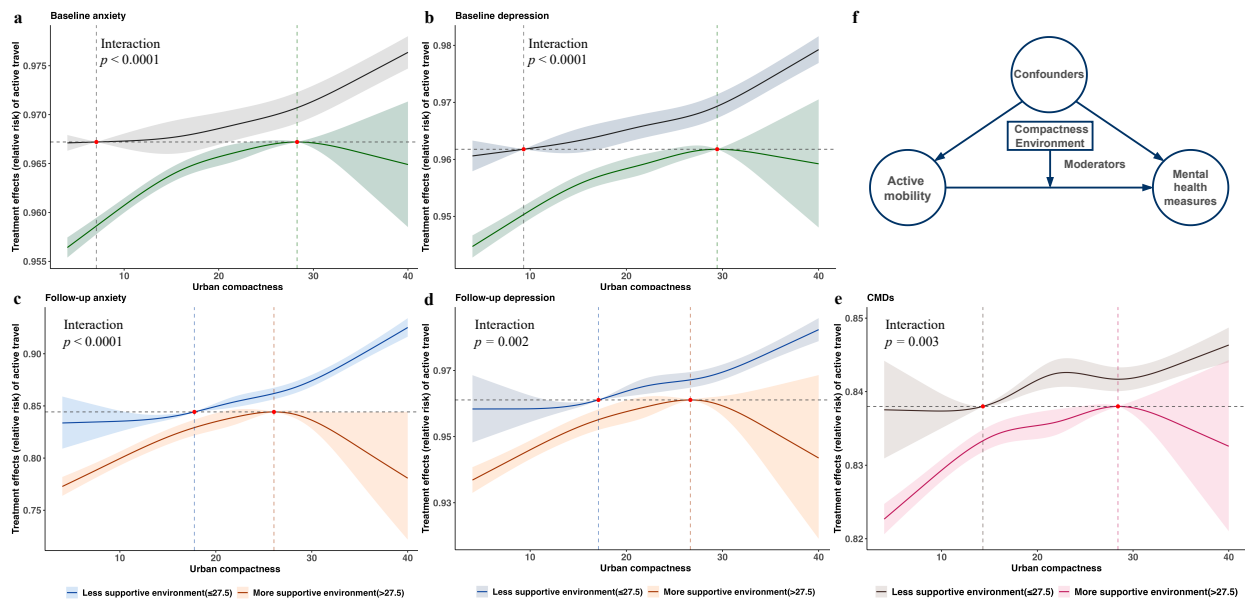 a
Baseline anxiety
Treatment effects (relative risk) of active travel
0.975
0.970
0.965
0.960
0.955
Interaction
p < 0.0001
10
20
30
40
Urban compactness
b
Baseline depression
Treatment effects (relative risk) of active travel
0.98
0.97
0.96
0.95
Interaction
p < 0.0001
10
20
30
40
Urban compactness
f
Confounders
Compactness
Environment
Moderators
Active
mobility
Mental
health
measures
c
Follow-up anxiety
Treatment effects (relative risk) of active travel
0.90
0.85
0.80
0.75
Interaction
p < 0.0001
10
20
30
40
Urban compactness
Less supportive environment(≤27.5)
More supportive environment(>27.5)
d
Follow-up depression
Treatment effects (relative risk) of active travel
0.97
0.95
0.93
Interaction
p = 0.002
10
20
30
40
Urban compactness
Less supportive environment(≤27.5)
More supportive environment(>27.5)
e
CMDs
Treatment effects (relative risk) of active travel
0.85
0.84
0.83
0.82
Interaction
p = 0.003
10
20
30
40
Urban compactness
Less supportive environment(≤27.5)
More supportive environment(>27.5)